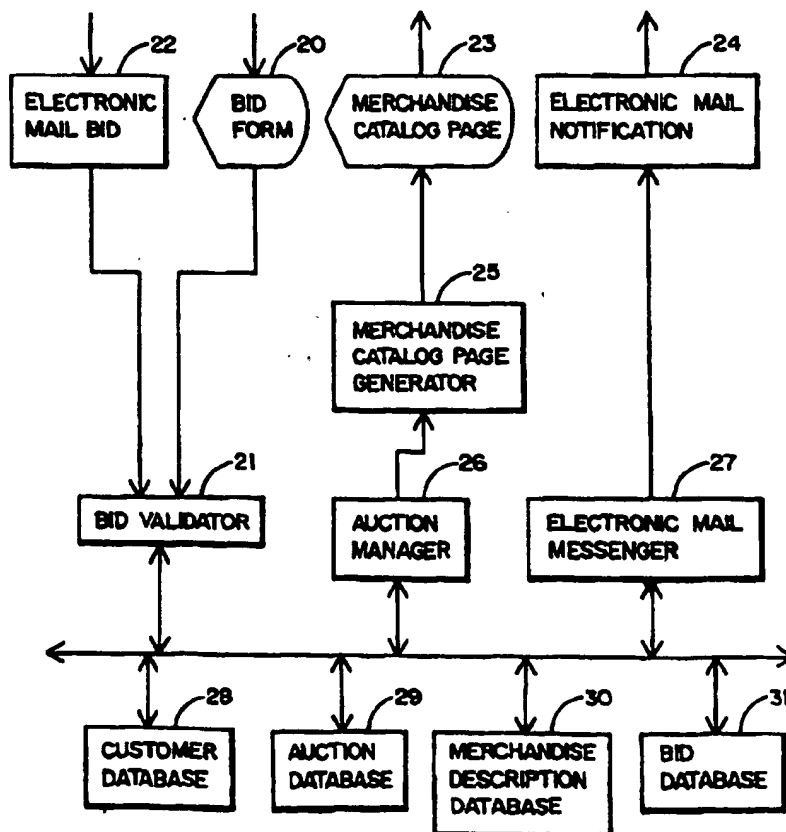 22
20
23
24
ELECTRONIC
MAIL BID
BID
FORM
MERCHANDISE
CATALOG PAGE
ELECTRONIC MAIL
NOTIFICATION
25
MERCHANDISE
CATALOG PAGE
GENERATOR
21
26
27
BID VALIDATOR
AUCTION
MANAGER
ELECTRONIC MAIL
MESSENGER
28
29
30
31
CUSTOMER
DATABASE
AUCTION
DATABASE
MERCHANDISE
DESCRIPTION
DATABASE
BID
DATABASE